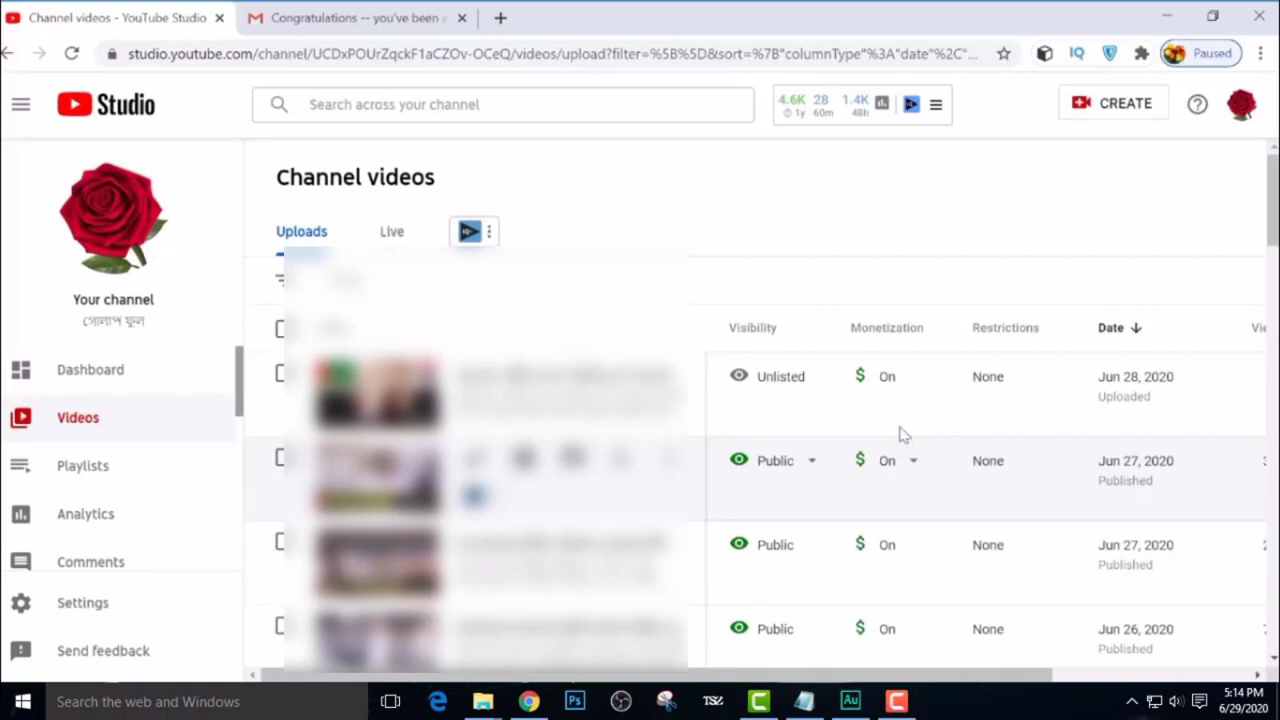 Channel videos - YouTube Studio
Congratulations -- you've been a
studio.youtube.com/channel/UCDxPOUrZqckF1aCZOv-OCeQ/videos/upload?filter=%5B%5D&sort=%7B"columnType"%3A"date"%2C"...
IQ
Paused
Studio
Search across your channel
4.6K 28 1.4K
1y 60m 48h
CREATE
Your channel
গোলাপ ফুল
Dashboard
Videos
Playlists
Analytics
Comments
Settings
Send feedback
Channel videos
Uploads Live
Visibility Monetization Restrictions Date
Unlisted $ On None Jun 28, 2020
Uploaded
Public $ On None Jun 27, 2020
Published
Public $ On None Jun 27, 2020
Published
Public $ On None Jun 26, 2020
Published
Search the web and Windows
Ps
TSZ
Au
5:14 PM
6/29/2020